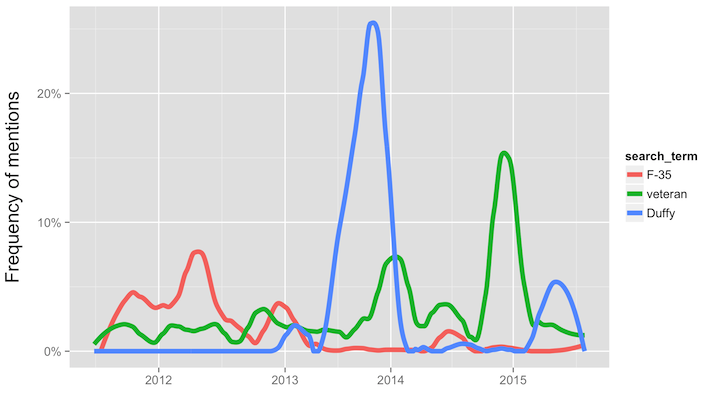 Frequency of mentions
20%
10%
0%
2012 2013 2014 2015
search_term
F-35
veteran
Duffy